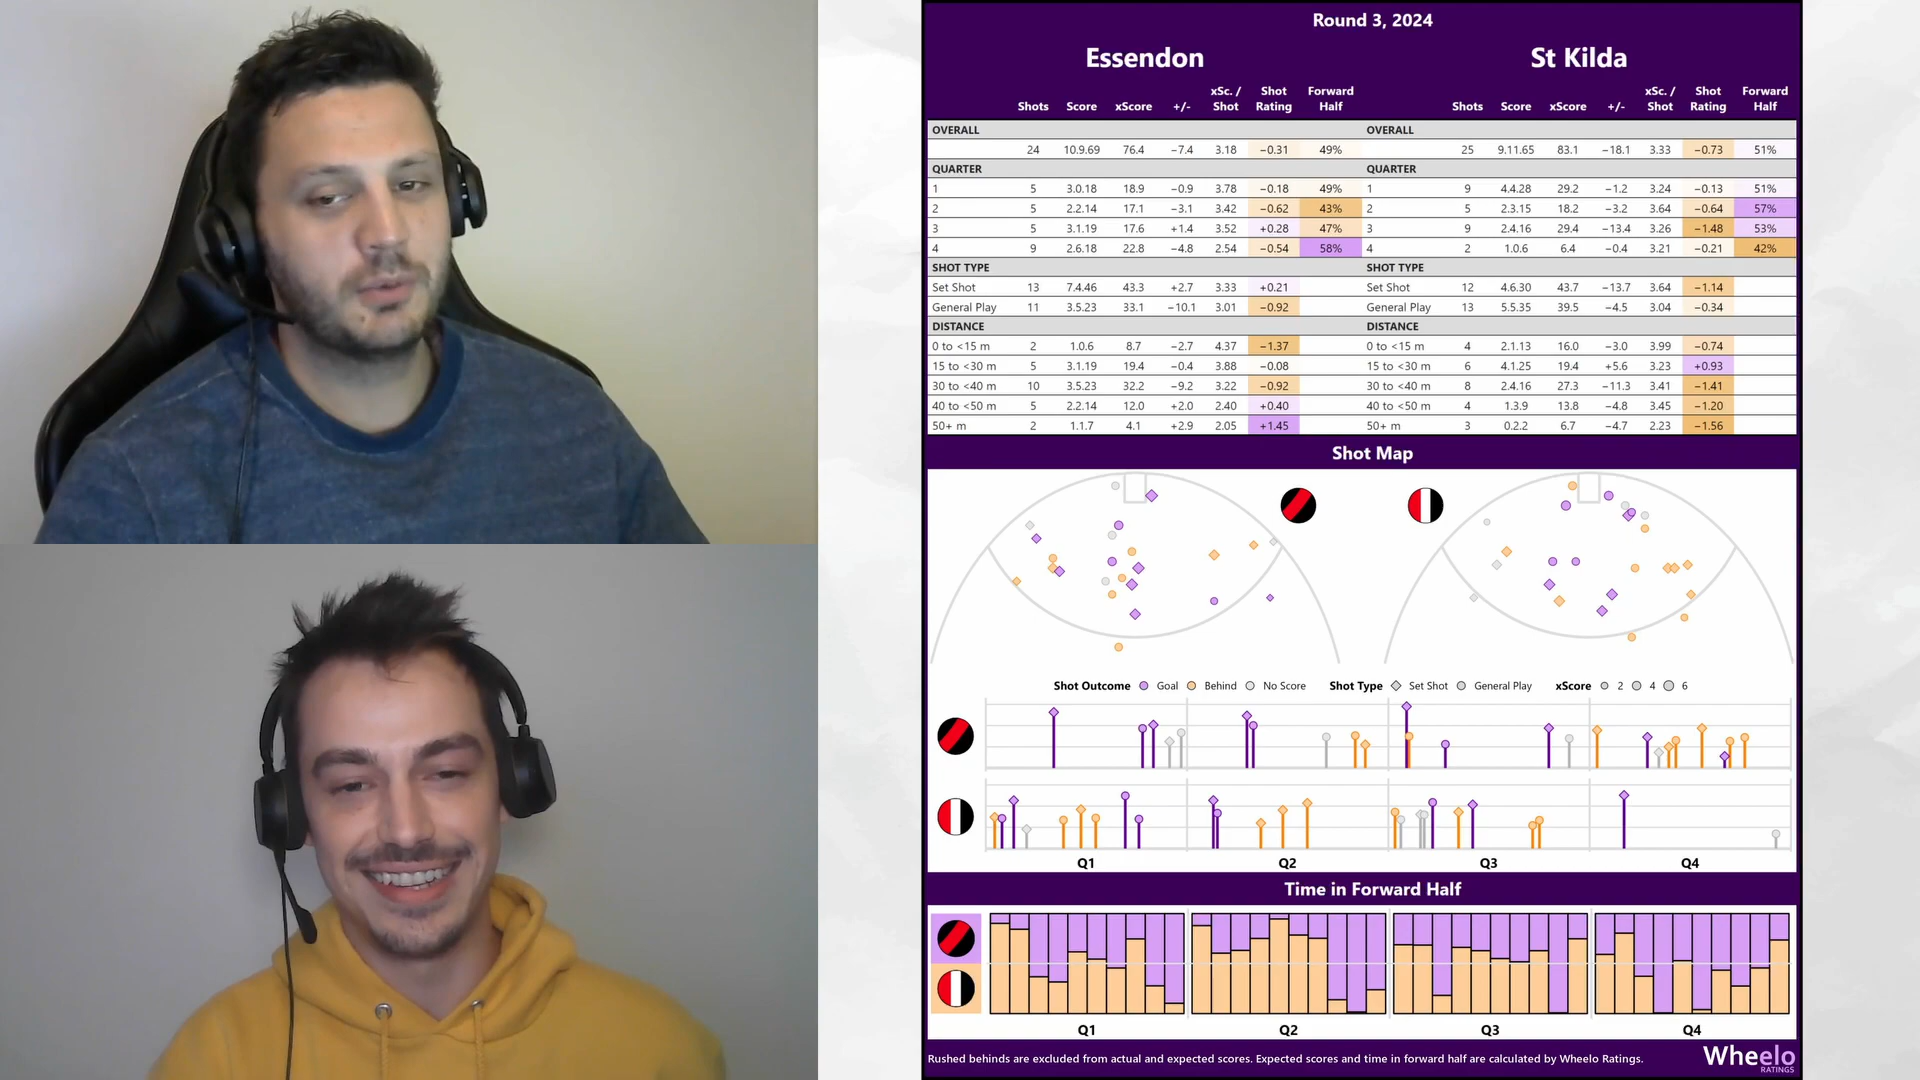 Round 3, 2024
Essendon St Kilda
Shots Score xScore +/- xSc. / Shot Shot Rating Forward Half Shots Score xScore +/- xSc. / Shot Shot Rating Forward Half
OVERALL OVERALL
24 10.9.69 76.4 −7.4 3.18 −0.31 49% 25 9.11.65 83.1 −18.1 3.33 −0.73 51%
QUARTER QUARTER
1 5 3.0.18 18.9 −0.9 3.78 −0.18 49% 1 9 4.4.28 29.2 −1.2 3.24 −0.13 51%
2 5 2.2.14 17.1 −3.1 3.42 −0.62 43% 2 5 2.3.15 18.2 −3.2 3.64 −0.64 57%
3 5 3.1.19 17.6 +1.4 3.52 +0.28 47% 3 9 2.4.16 29.4 −13.4 3.26 −1.48 53%
4 9 2.6.18 22.8 −4.8 2.54 −0.54 58% 4 2 1.0.6 6.4 −0.4 3.21 −0.21 42%
SHOT TYPE SHOT TYPE
Set Shot 13 7.4.46 43.3 +2.7 3.33 +0.21 Set Shot 12 4.6.30 43.7 −13.7 3.64 −1.14
General Play 11 3.5.23 33.1 −10.1 3.01 −0.92 General Play 13 5.5.35 39.5 −4.5 3.04 −0.34
DISTANCE DISTANCE
0 to <15 m 2 1.0.6 8.7 −2.7 4.37 −1.37 0 to <15 m 4 2.1.13 16.0 −3.0 3.99 −0.74
15 to <30 m 5 3.1.19 19.4 −0.4 3.88 −0.08 15 to <30 m 6 4.1.25 19.4 +5.6 3.23 +0.93
30 to <40 m 10 3.5.23 32.2 −9.2 3.22 −0.92 30 to <40 m 8 2.4.16 27.3 −11.3 3.41 −1.41
40 to <50 m 5 2.2.14 12.0 +2.0 2.40 +0.40 40 to <50 m 4 1.3.9 13.8 −4.8 3.45 −1.20
50+ m 2 1.1.7 4.1 +2.9 2.05 +1.45 50+ m 3 0.2.2 6.7 −4.7 2.23 −1.56
Shot Map
Shot Outcome Goal Behind No Score Shot Type Set Shot General Play xScore 2 4 6
Q1 Q2 Q3 Q4
Time in Forward Half
Q1 Q2 Q3 Q4
Rushed behinds are excluded from actual and expected scores. Expected scores and time in forward half are calculated by Wheelo Ratings.
Wheelo
RATINGS